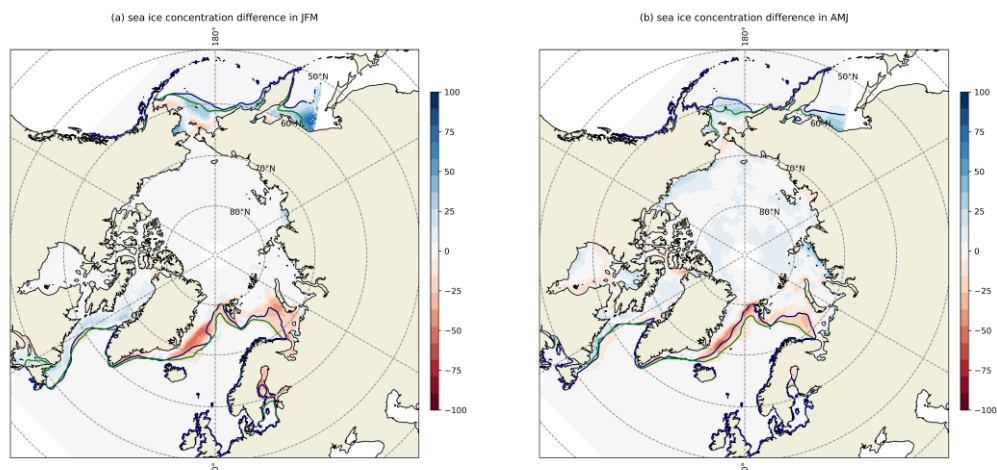 (a) sea ice concentration difference in JFM
180°
50°N
60°N
70°N
80°N
100
75
50
25
0
−25
−50
−75
−100
(b) sea ice concentration difference in AMJ
180°
50°N
60°N
70°N
80°N
100
75
50
25
0
−25
−50
−75
−100